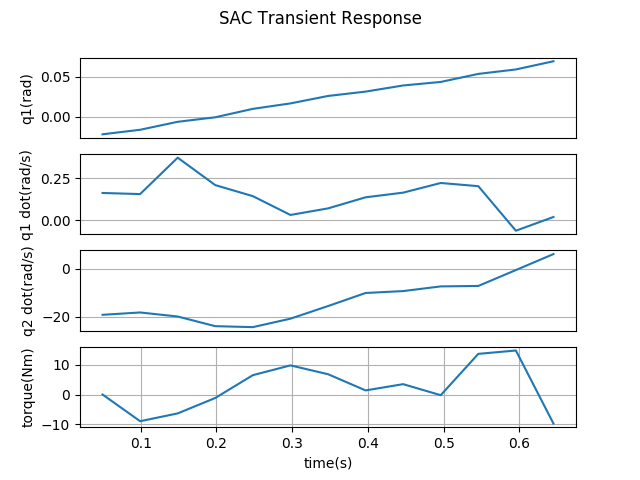 SAC Transient Response
q1(rad)
0.05
0.00
q1 dot(rad/s)
0.25
0.00
q2 dot(rad/s)
0
−20
torque(Nm)
10
0
−10
0.1 0.2 0.3 0.4 0.5 0.6
time(s)